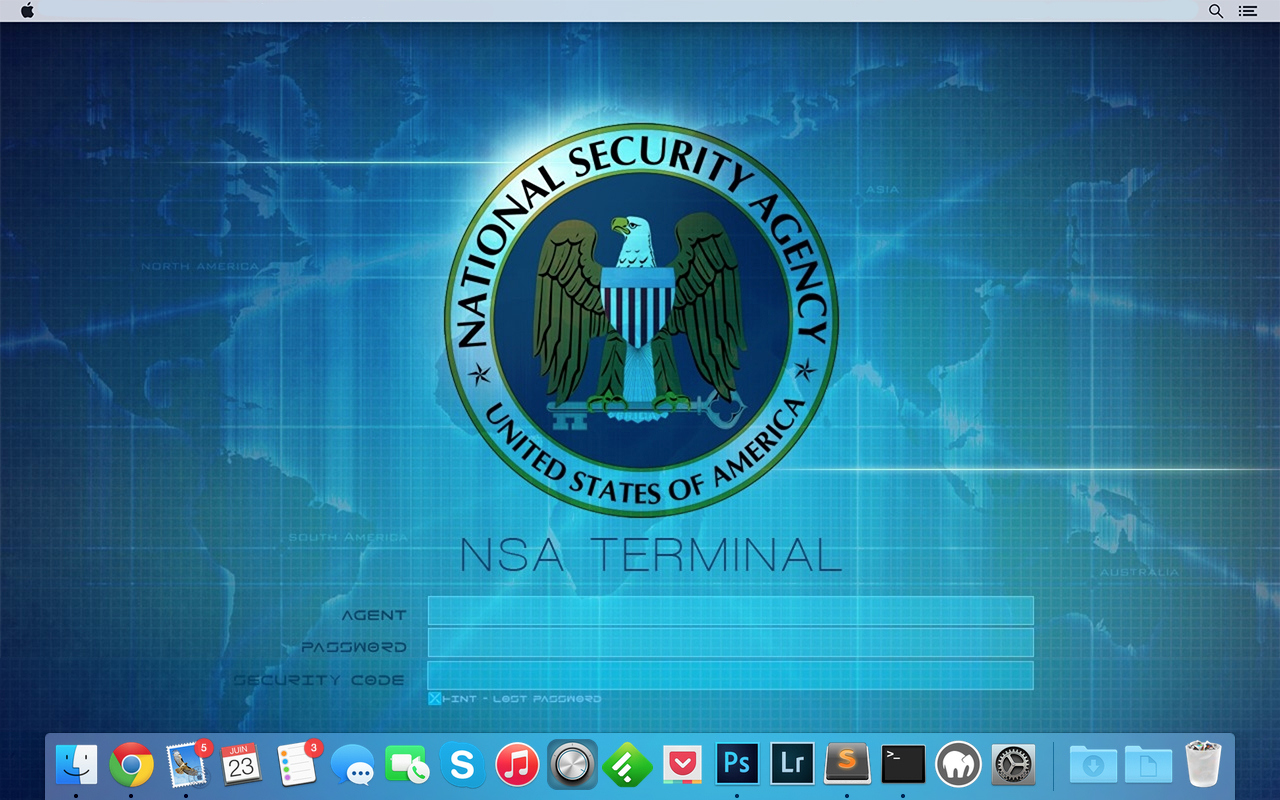 NATIONAL SECURITY AGENCY
UNITED STATES OF AMERICA
ASIA
NORTH AMERICA
SOUTH AMERICA
AUSTRALIA
NSA TERMINAL
AGENT
PASSWORD
SECURITY CODE
HINT - LOST PASSWORD
5
JUIN
23
3
S
Ps
Lr
S
>_